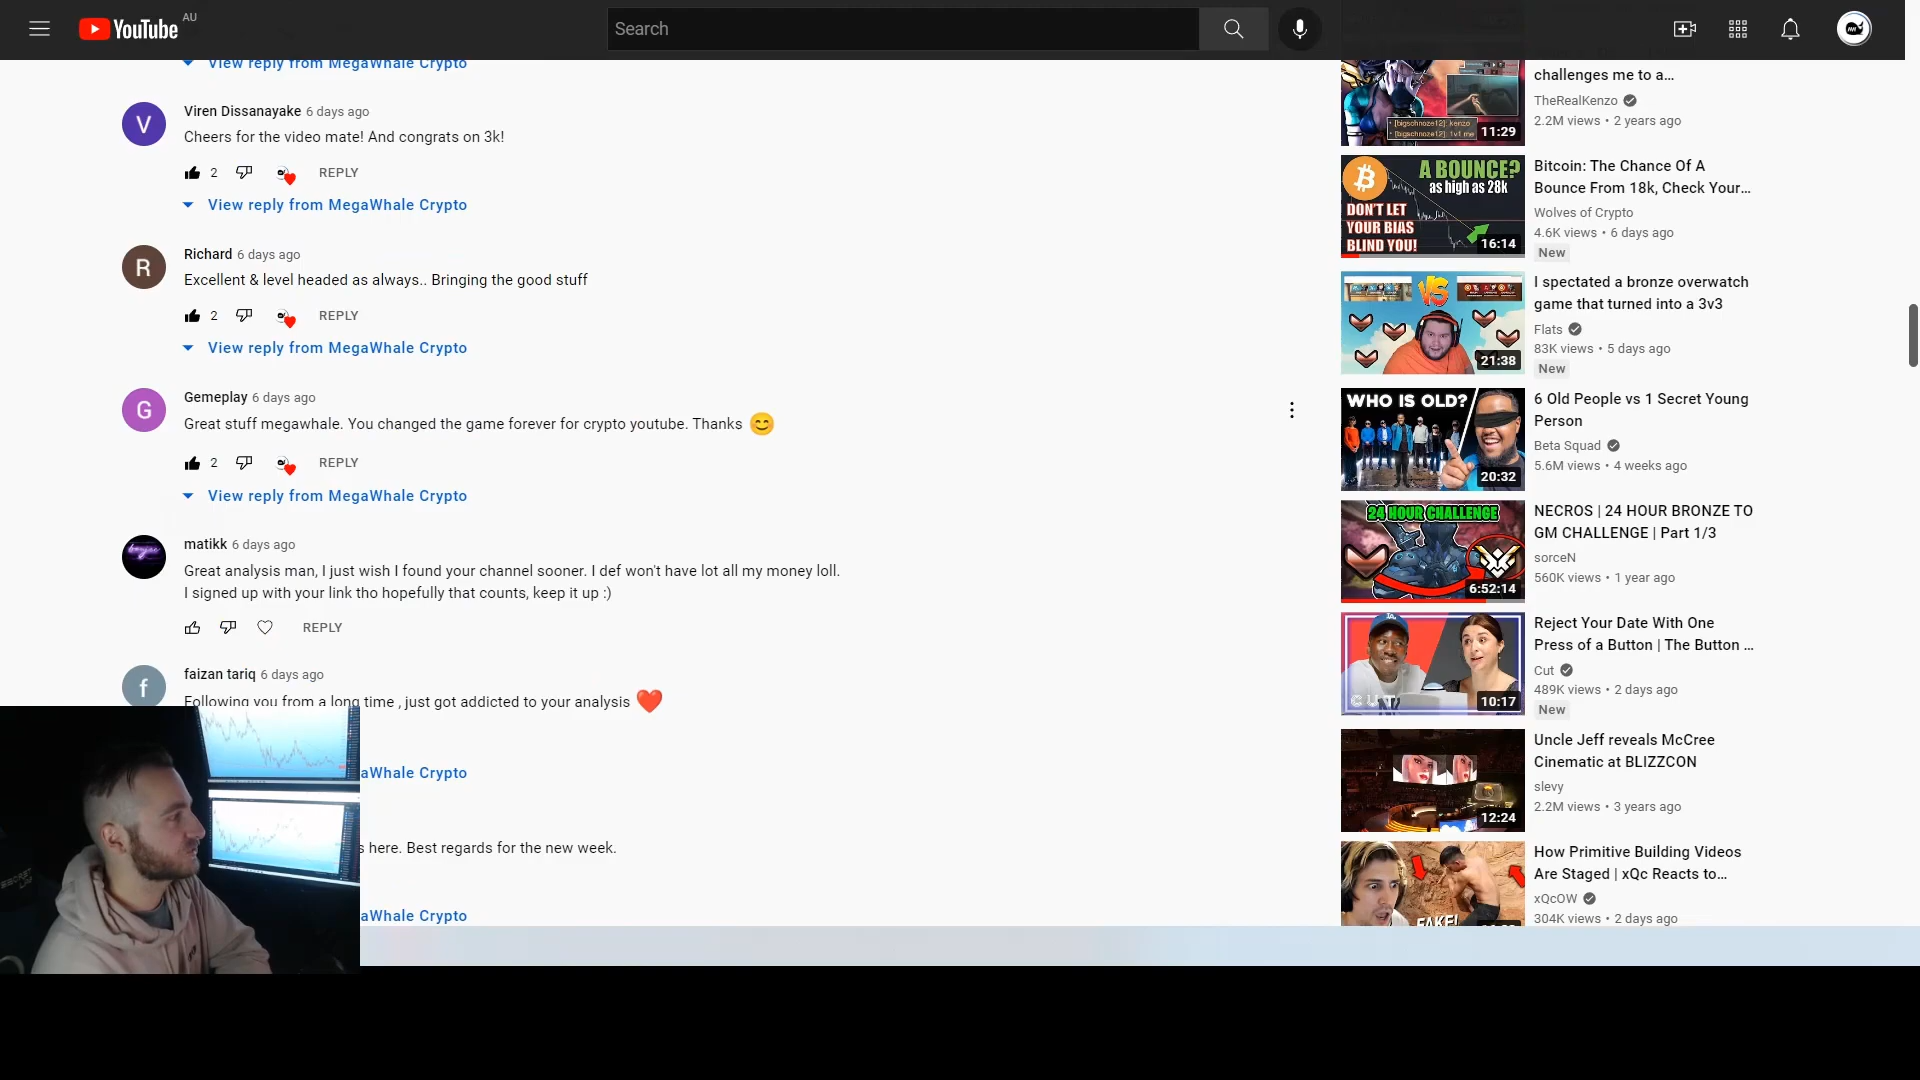 YouTube AU
Search
View reply from MegaWhale Crypto
Viren Dissanayake 6 days ago
Cheers for the video mate! And congrats on 3k!
2 REPLY
View reply from MegaWhale Crypto
Richard 6 days ago
Excellent & level headed as always.. Bringing the good stuff
2 REPLY
View reply from MegaWhale Crypto
Gemeplay 6 days ago
Great stuff megawhale. You changed the game forever for crypto youtube. Thanks 😊
2 REPLY
View reply from MegaWhale Crypto
matikk 6 days ago
Great analysis man, I just wish I found your channel sooner. I def won't have lot all my money loll.
I signed up with your link tho hopefully that counts, keep it up :)
REPLY
faizan tariq 6 days ago
Following you from a long time , just got addicted to your analysis ❤️
aWhale Crypto
s here. Best regards for the new week.
aWhale Crypto
challenges me to a...
TheRealKenzo
2.2M views • 2 years ago
[bigschnoze12]: kenzo
[bigschnoze12]: 1v1 me
11:29
A BOUNCE?
as high as 28k
DON'T LET
YOUR BIAS
BLIND YOU!
16:14
Bitcoin: The Chance Of A
Bounce From 18k, Check Your...
Wolves of Crypto
4.6K views • 6 days ago
New
VS
21:38
I spectated a bronze overwatch
game that turned into a 3v3
Flats
83K views • 5 days ago
New
WHO IS OLD?
20:32
6 Old People vs 1 Secret Young
Person
Beta Squad
5.6M views • 4 weeks ago
24 HOUR CHALLENGE
6:52:14
NECROS | 24 HOUR BRONZE TO
GM CHALLENGE | Part 1/3
sorceN
560K views • 1 year ago
CUT
10:17
Reject Your Date With One
Press of a Button | The Button ...
Cut
489K views • 2 days ago
New
12:24
Uncle Jeff reveals McCree
Cinematic at BLIZZCON
slevy
2.2M views • 3 years ago
FAKE!
How Primitive Building Videos
Are Staged | xQc Reacts to...
xQcOW
304K views • 2 days ago